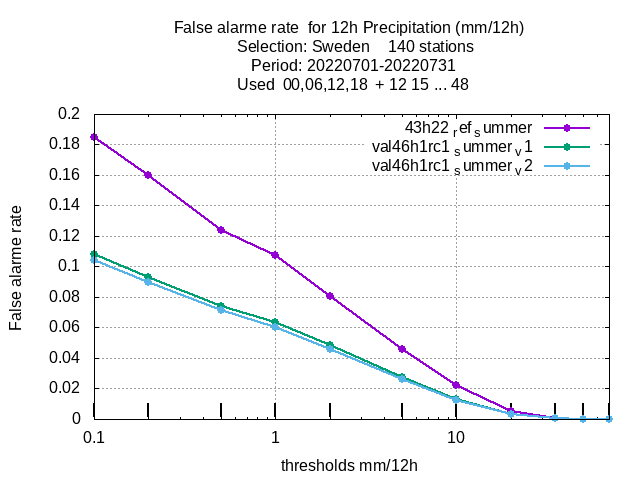 False alarme rate  for 12h Precipitation (mm/12h)
Selection: Sweden    140 stations
Period: 20220701-20220731
Used  00,06,12,18  + 12 15 ... 48
0.2
0.18
0.16
0.14
0.12
0.1
0.08
0.06
0.04
0.02
0
False alarme rate
43h22 ref summer
val46h1rc1 summer v1
val46h1rc1 summer v2
0.1 1 10
thresholds mm/12h